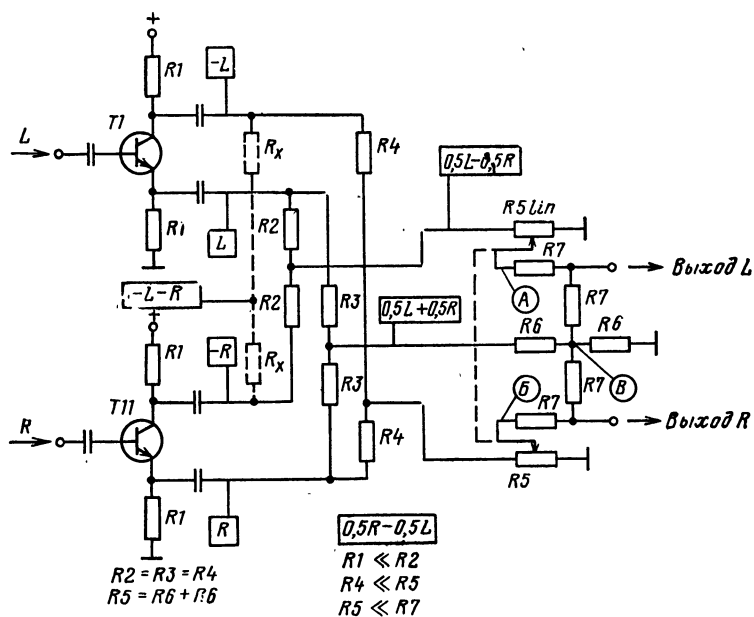 +
R1
-L
T1
L
Rx
R4
0,5L-0,5R
R1
L
R2
R5 lin
R7
Выход L
-L-R
А
+
R2
R3
0,5L+0,5R
R7
R6
R6
R1
-R
Rx
R3
Б
R7
R7
В
T11
R
R4
Выход R
R5
R1
R
0,5R-0,5L
R2 = R3 = R4
R5 = R6 + R6
R1 ≪ R2
R4 ≪ R5
R5 ≪ R7